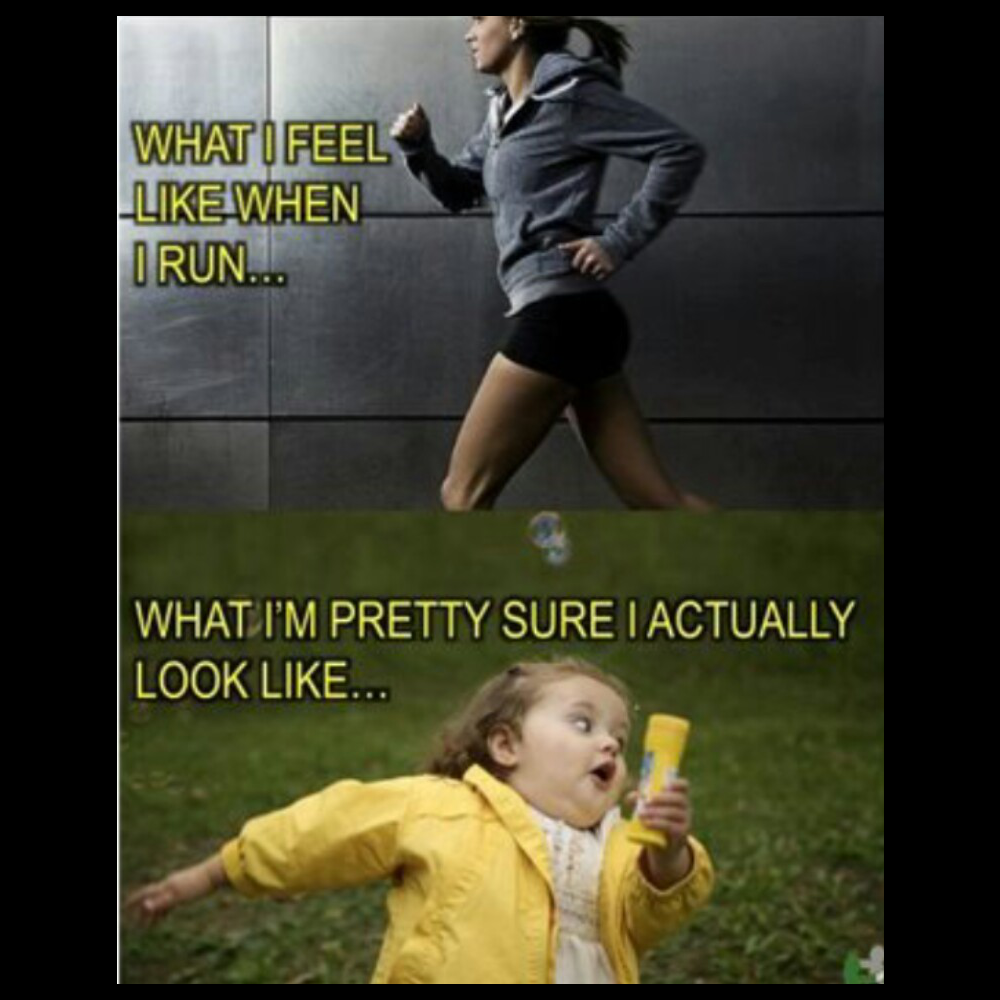 WHAT I FEEL
LIKE WHEN
I RUN...
WHAT I'M PRETTY SURE I ACTUALLY
LOOK LIKE...